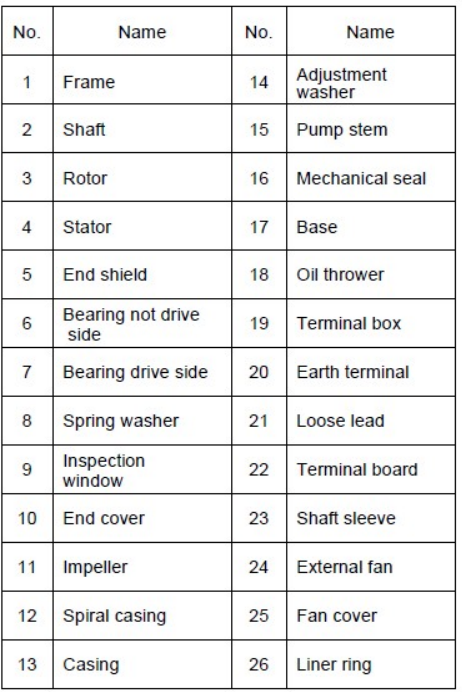 No. Name No. Name
1 Frame 14 Adjustment
washer
2 Shaft 15 Pump stem
3 Rotor 16 Mechanical seal
4 Stator 17 Base
5 End shield 18 Oil thrower
6 Bearing not drive
side 19 Terminal box
7 Bearing drive side 20 Earth terminal
8 Spring washer 21 Loose lead
9 Inspection
window 22 Terminal board
10 End cover 23 Shaft sleeve
11 Impeller 24 External fan
12 Spiral casing 25 Fan cover
13 Casing 26 Liner ring